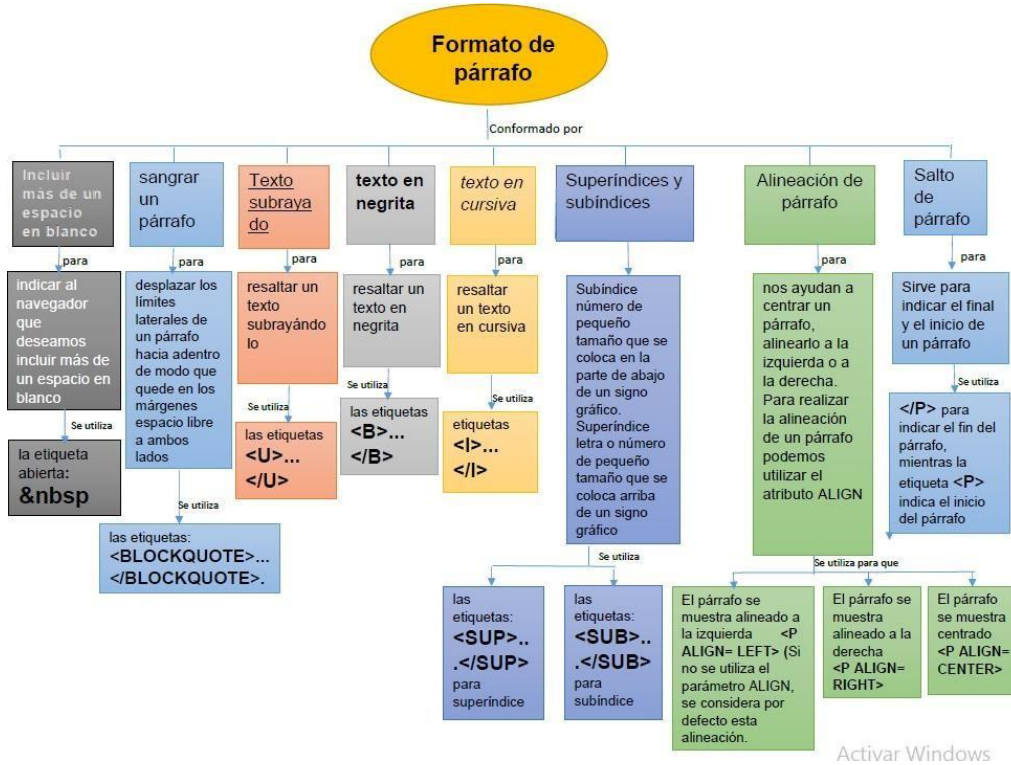 Formato de
párrafo
Conformado por
Incluir
más de un
espacio
en blanco
para
indicar al
navegador
que
deseamos
incluir más de
un espacio en
blanco
Se utiliza
la etiqueta
abierta:
&nbsp
sangrar
un
párrafo
para
desplazar los
límites
laterales de
un párrafo
hacia adentro
de modo que
quede en los
márgenes
espacio libre
a ambos
lados
Se utiliza
las etiquetas:
<BLOCKQUOTE>...
</BLOCKQUOTE>.
Texto
subraya
do
para
resaltar un
texto
subrayándo
lo
Se utiliza
las etiquetas
<U>...
</U>
texto en
negrita
para
resaltar un
texto en
negrita
Se utiliza
las etiquetas
<B>...
</B>
texto en
cursiva
para
resaltar
un texto
en cursiva
Se utiliza
etiquetas
<I>...
</I>
Superíndices y
subíndices
para
Subíndice
número de
pequeño
tamaño que se
coloca en la
parte de abajo
de un signo
gráfico.
Superíndice
letra o número
de pequeño
tamaño que se
coloca arriba
de un signo
gráfico
Se utiliza
las
etiquetas:
<SUP>..
.</SUP>
para
superíndice
las
etiquetas:
<SUB>..
.</SUB>
para
subíndice
Alineación de
párrafo
para
nos ayudan a
centrar un
párrafo,
alinearlo a la
izquierda o a
la derecha.
Para realizar
la alineación
de un párrafo
podemos
utilizar el
atributo ALIGN
Se utiliza para que
El párrafo se
muestra alineado a
la izquierda <P
ALIGN= LEFT> (Si
no se utiliza el
parámetro ALIGN,
se considera por
defecto esta
alineación.
El párrafo se
muestra
alineado a la
derecha
<P ALIGN=
RIGHT>
El párrafo
se muestra
centrado
<P ALIGN=
CENTER>
Salto
de
párrafo
para
Sirve para
indicar el final
y el inicio de
un párrafo
Se utiliza
</P> para
indicar el fin del
párrafo,
mientras la
etiqueta <P>
indica el inicio
del párrafo
Activar Windows